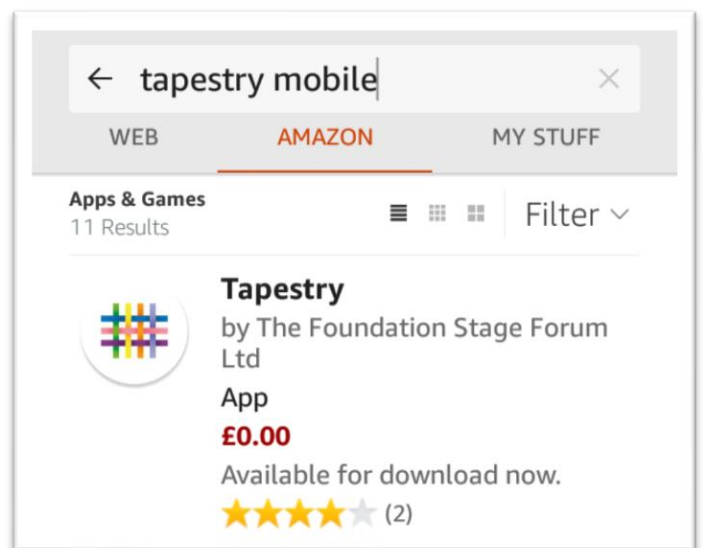 ← tapestry mobile ×
WEB AMAZON MY STUFF
Apps & Games
11 Results
Filter
Tapestry
by The Foundation Stage Forum
Ltd
App
£0.00
Available for download now.
(2)